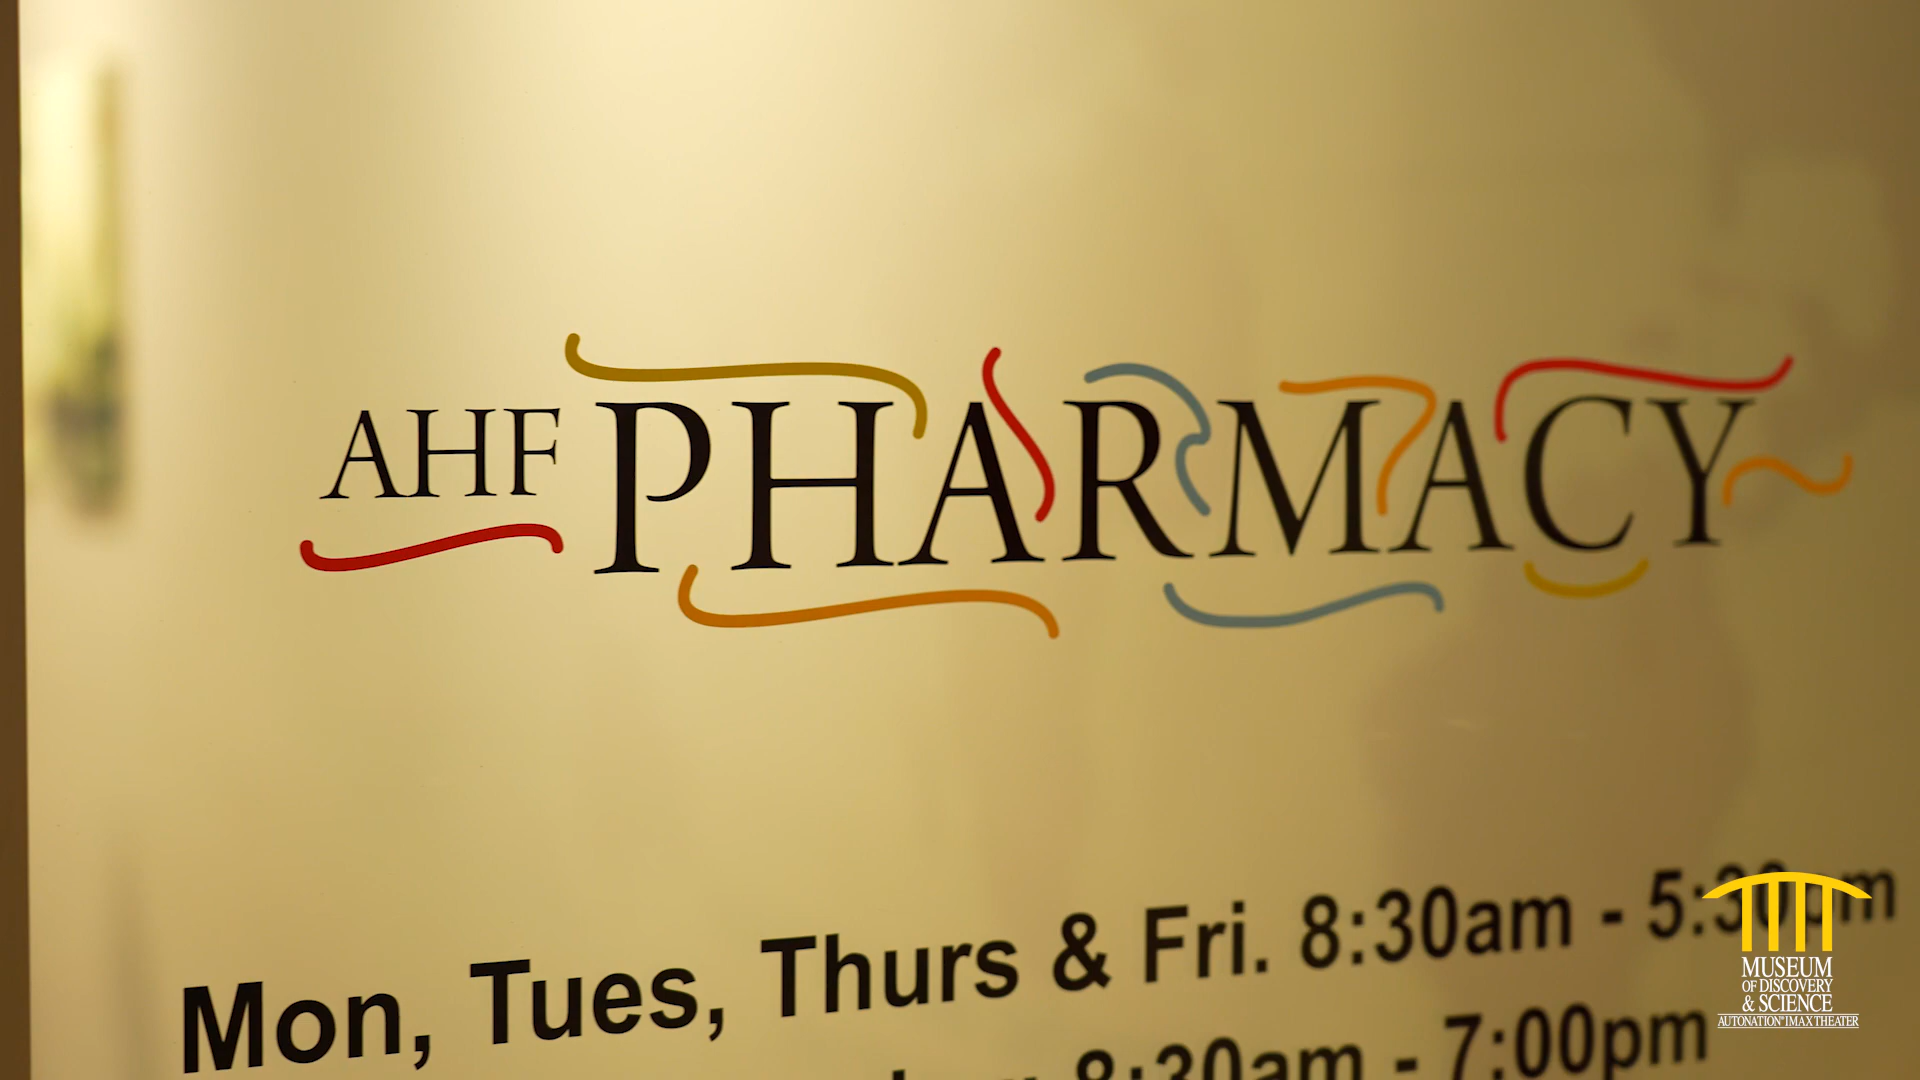 AHF PHARMACY
Mon, Tues, Thurs & Fri. 8:30am - 5:30pm
8:30am - 7:00pm
MUSEUM
OF DISCOVERY
& SCIENCE
AUTONATION® IMAX THEATER